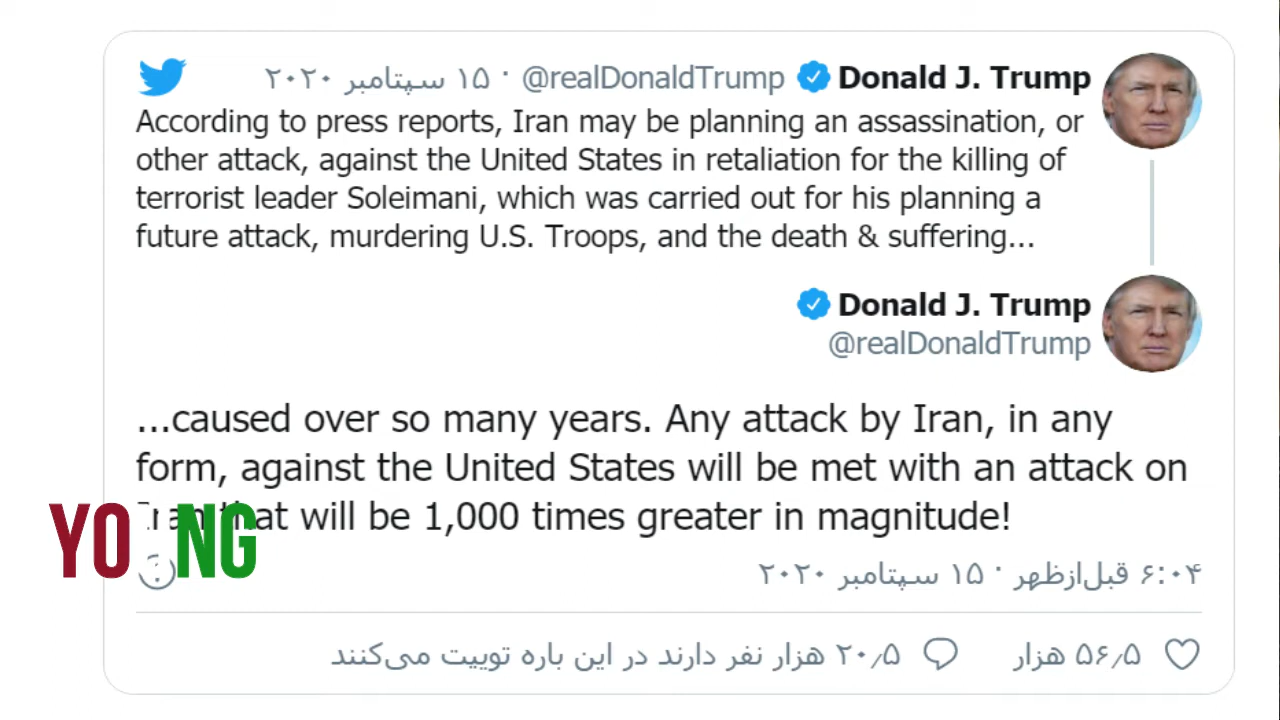 Donald J. Trump @realDonaldTrump · ۱۵ سپتامبر ۲۰۲۰
According to press reports, Iran may be planning an assassination, or
other attack, against the United States in retaliation for the killing of
terrorist leader Soleimani, which was carried out for his planning a
future attack, murdering U.S. Troops, and the death & suffering...
Donald J. Trump
@realDonaldTrump
...caused over so many years. Any attack by Iran, in any
form, against the United States will be met with an attack on
Iran that will be 1,000 times greater in magnitude!
YO NG
۶:۰۴ قبل‌ازظهر · ۱۵ سپتامبر ۲۰۲۰
۵۶٫۵ هزار ۲۰٫۵ هزار نفر دارند در این باره توییت می‌کنند